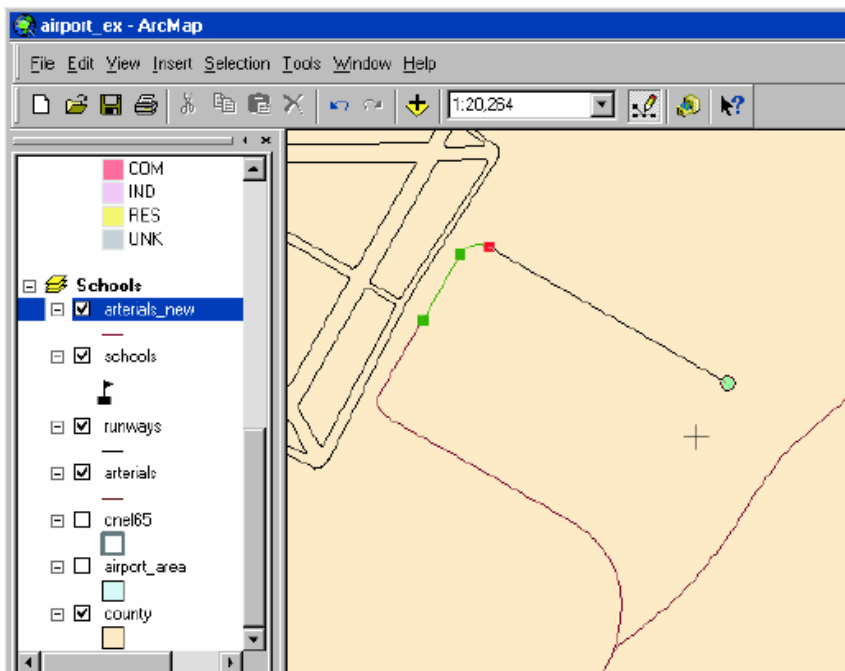 airport_ex - ArcMap
File Edit View Insert Selection Tools Window Help
1:20,264
COM
IND
RES
UNK
Schools
arterials_new
schools
runways
arterials
cnel65
airport_area
county